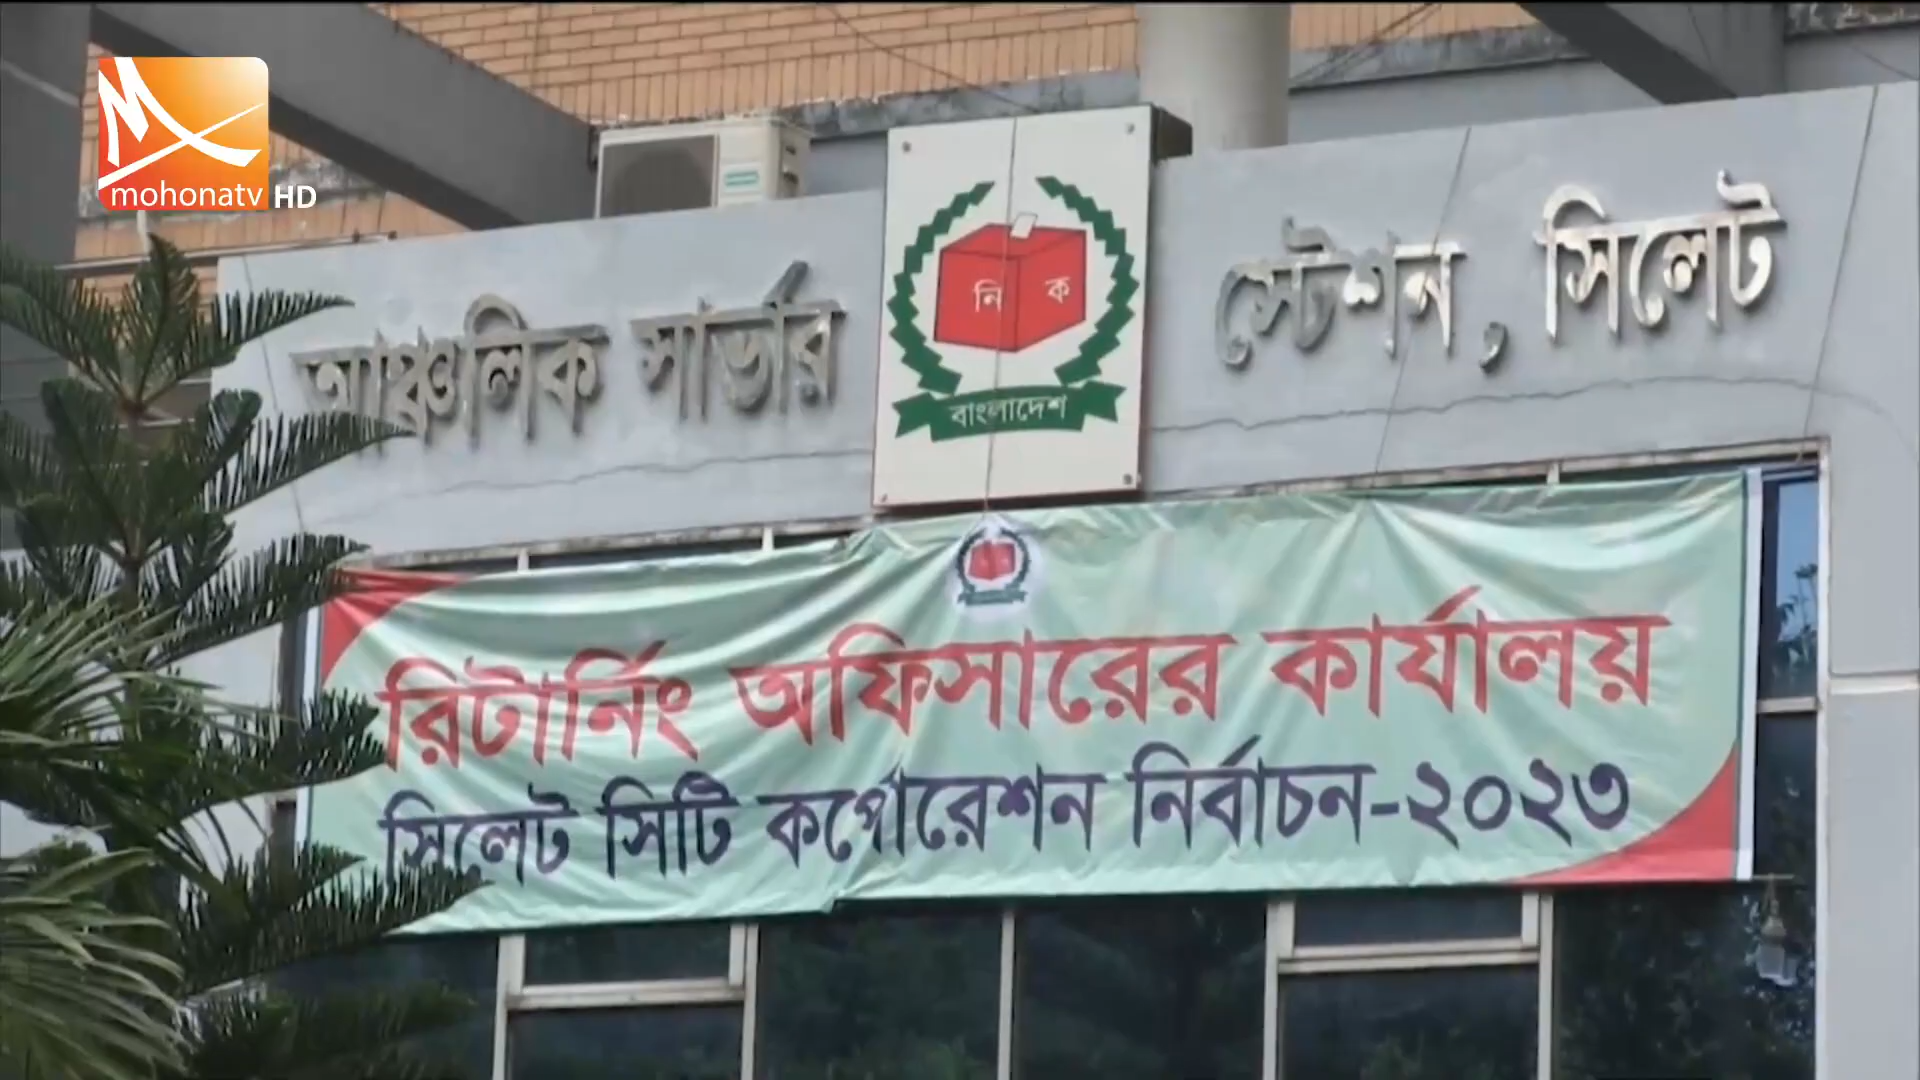 mohonatv HD
আঞ্চলিক সার্ভার স্টেশন, সিলেট
নি ক
বাংলাদেশ
রিটার্নিং অফিসারের কার্যালয়
সিলেট সিটি কর্পোরেশন নির্বাচন-২০২৩